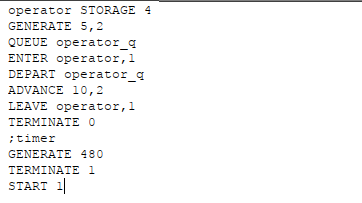 operator STORAGE 4
GENERATE 5,2
QUEUE operator_q
ENTER operator,1
DEPART operator_q
ADVANCE 10,2
LEAVE operator,1
TERMINATE 0
;timer
GENERATE 480
TERMINATE 1
START 1